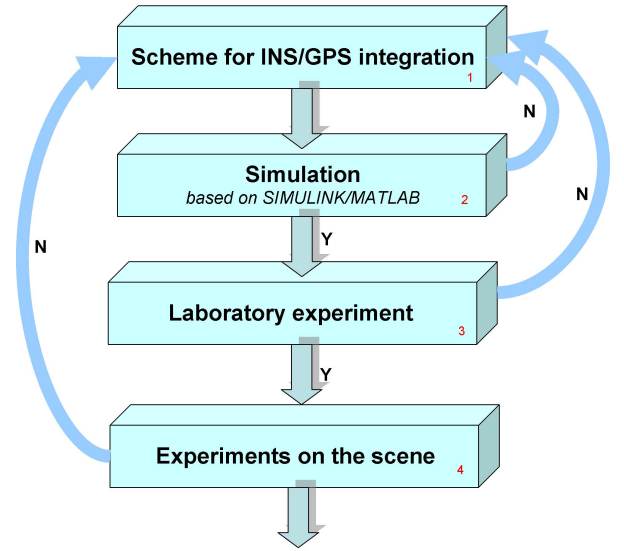 Scheme for INS/GPS integration
1
N
Simulation
based on SIMULINK/MATLAB
2
N
Y
N
Laboratory experiment
3
Y
Experiments on the scene
4